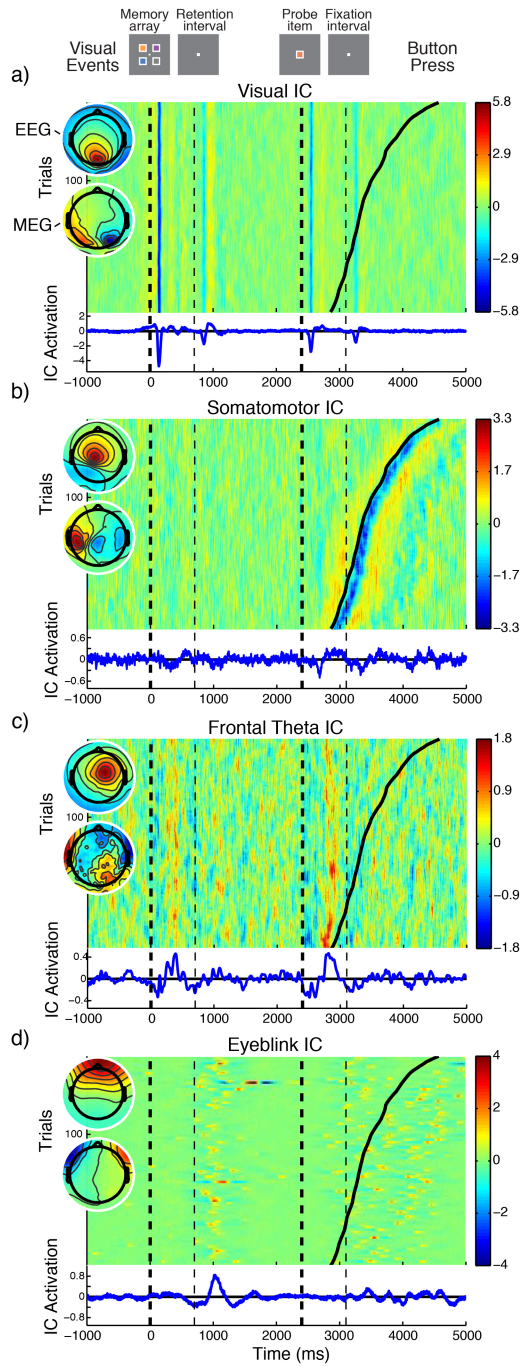 Memory array
Retention interval
Probe item
Fixation interval
Visual Events
Button Press
a)
Visual IC
EEG
MEG
Trials
100
5.8
2.9
0
−2.9
−5.8
IC Activation
2
0
−2
−4
−1000 0 1000 2000 3000 4000 5000
b)
Somatomotor IC
Trials
100
3.3
1.7
0
−1.7
−3.3
IC Activation
0.6
0
−0.6
−1000 0 1000 2000 3000 4000 5000
c)
Frontal Theta IC
Trials
100
1.8
0.9
0
−0.9
−1.8
IC Activation
0.4
0
−0.4
−1000 0 1000 2000 3000 4000 5000
d)
Eyeblink IC
Trials
100
4
2
0
−2
−4
IC Activation
0.8
0
−0.8
−1000 0 1000 2000 3000 4000 5000
Time (ms)